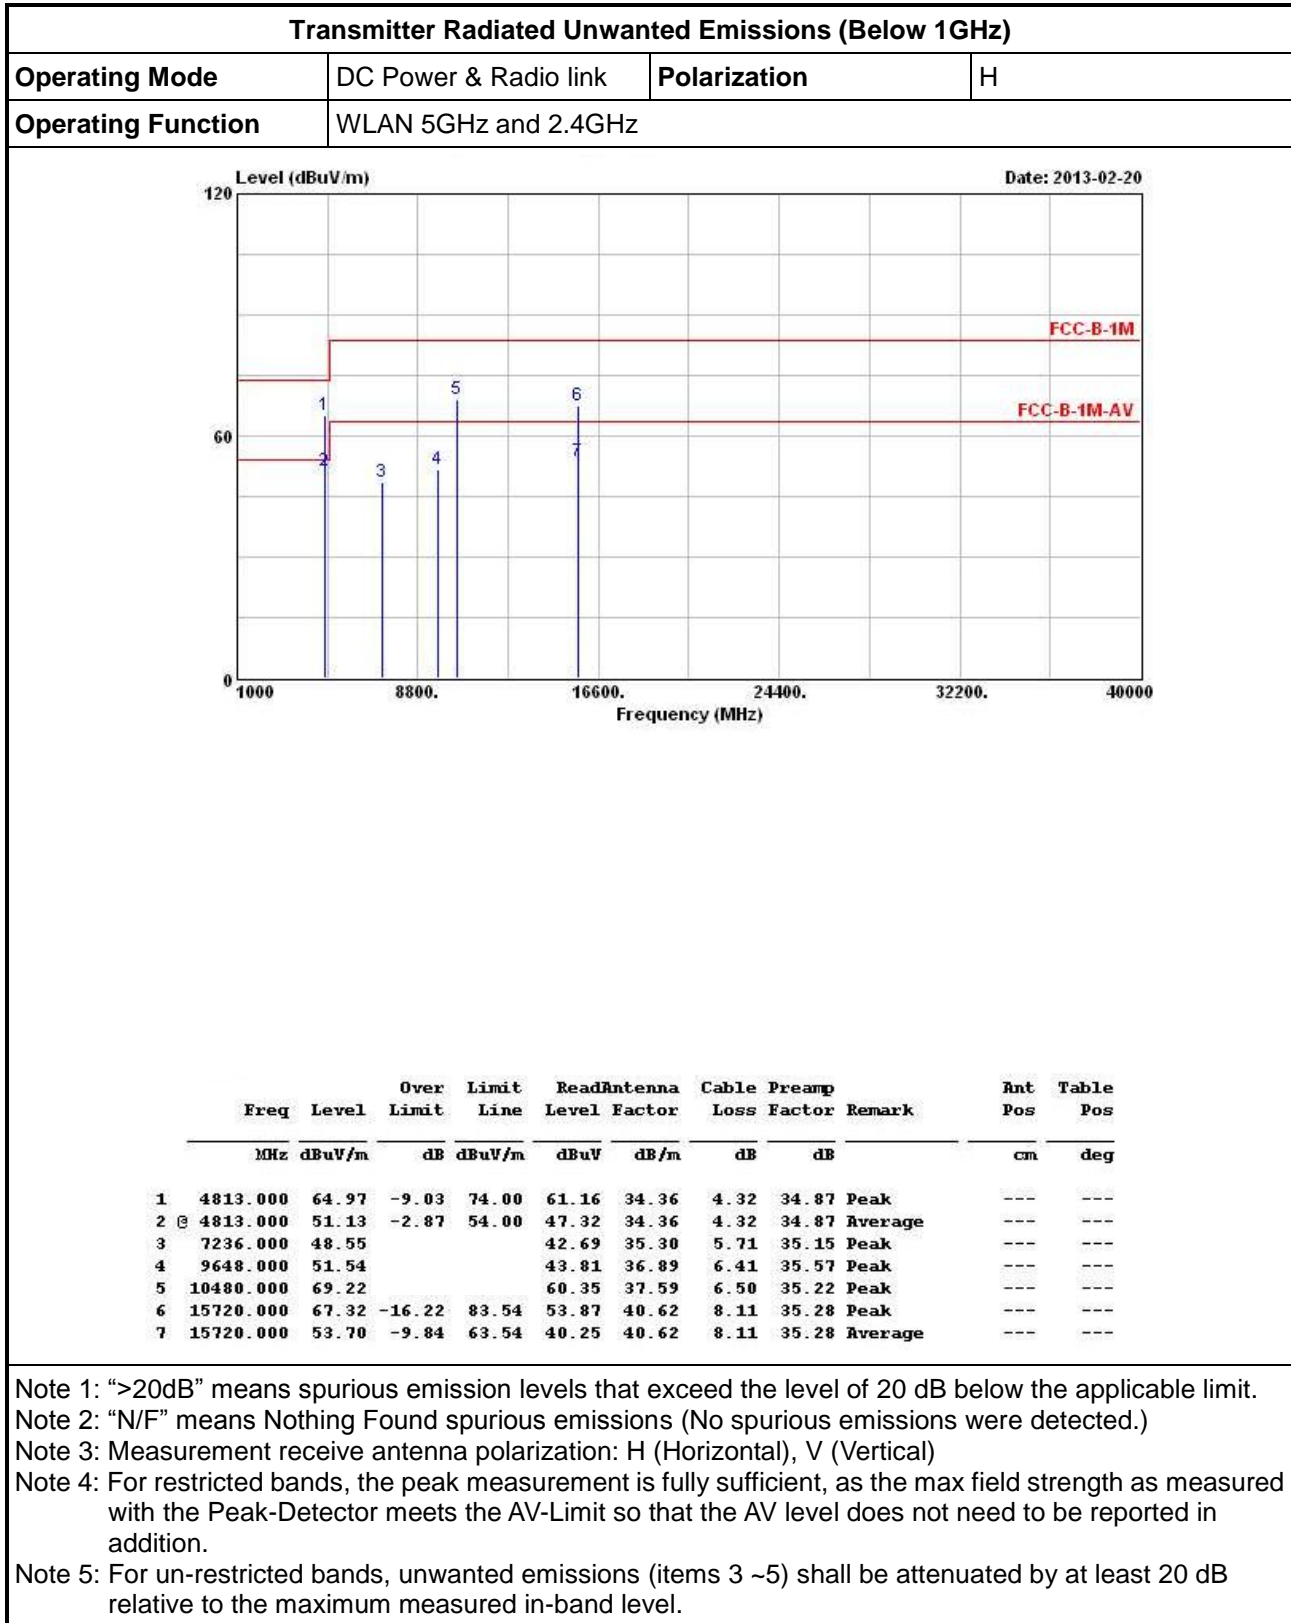 Transmitter Radiated Unwanted Emissions (Below 1GHz)
Operating Mode DC Power & Radio link Polarization H
Operating Function WLAN 5GHz and 2.4GHz
Level (dBuV/m) Date: 2013-02-20
120
FCC-B-1M
5
6
1
FCC-B-1M-AV
60
7
4
2
3
0
1000 8800. 16600. 24400. 32200. 40000
Frequency (MHz)
Over Limit ReadAntenna Cable Preamp Ant Table
Freq Level Limit Line Level Factor Loss Factor Remark Pos Pos
MHz dBuV/m dB dBuV/m dBuV dB/m dB dB cm deg
1 4813.000 64.97 -9.03 74.00 61.16 34.36 4.32 34.87 Peak --- ---
2 @ 4813.000 51.13 -2.87 54.00 47.32 34.36 4.32 34.87 Average --- ---
3 7236.000 48.55 42.69 35.30 5.71 35.15 Peak --- ---
4 9648.000 51.54 43.81 36.89 6.41 35.57 Peak --- ---
5 10480.000 69.22 60.35 37.59 6.50 35.22 Peak --- ---
6 15720.000 67.32 -16.22 83.54 53.87 40.62 8.11 35.28 Peak --- ---
7 15720.000 53.70 -9.84 63.54 40.25 40.62 8.11 35.28 Average --- ---
Note 1: “>20dB” means spurious emission levels that exceed the level of 20 dB below the applicable limit.
Note 2: “N/F” means Nothing Found spurious emissions (No spurious emissions were detected.)
Note 3: Measurement receive antenna polarization: H (Horizontal), V (Vertical)
Note 4: For restricted bands, the peak measurement is fully sufficient, as the max field strength as measured
with the Peak-Detector meets the AV-Limit so that the AV level does not need to be reported in
addition.
Note 5: For un-restricted bands, unwanted emissions (items 3 ~5) shall be attenuated by at least 20 dB
relative to the maximum measured in-band level.